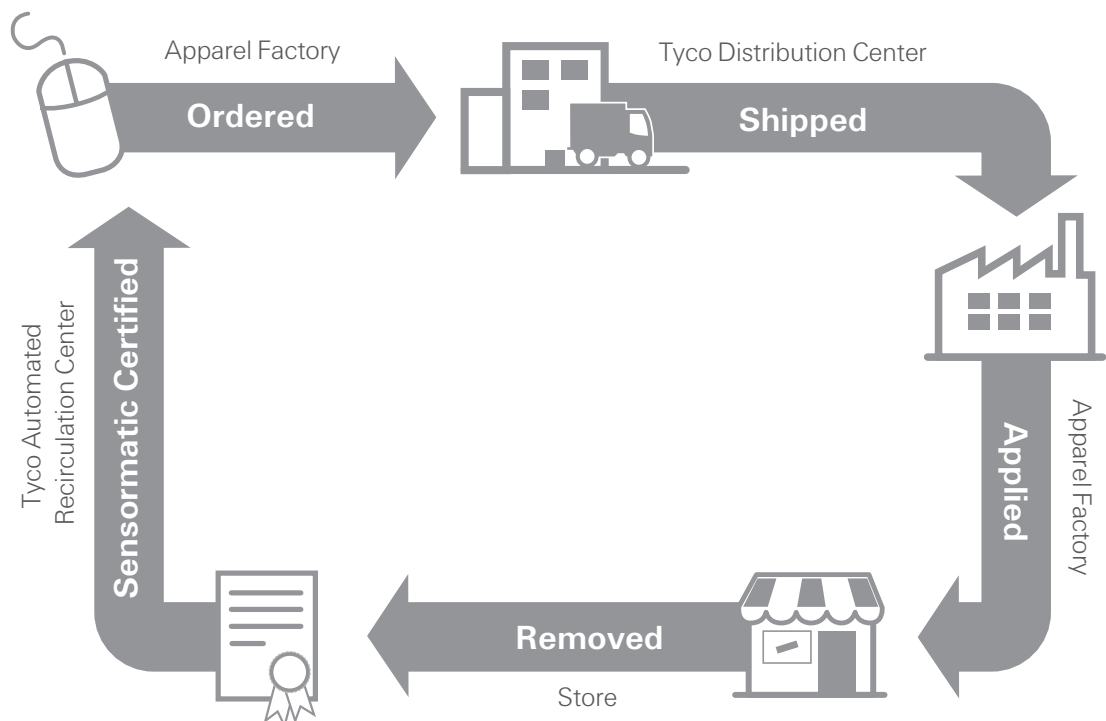 Apparel Factory
Ordered
Tyco Distribution Center
Shipped
Applied
Apparel Factory
Removed
Store
Sensormatic Certified
Tyco Automated
Recirculation Center